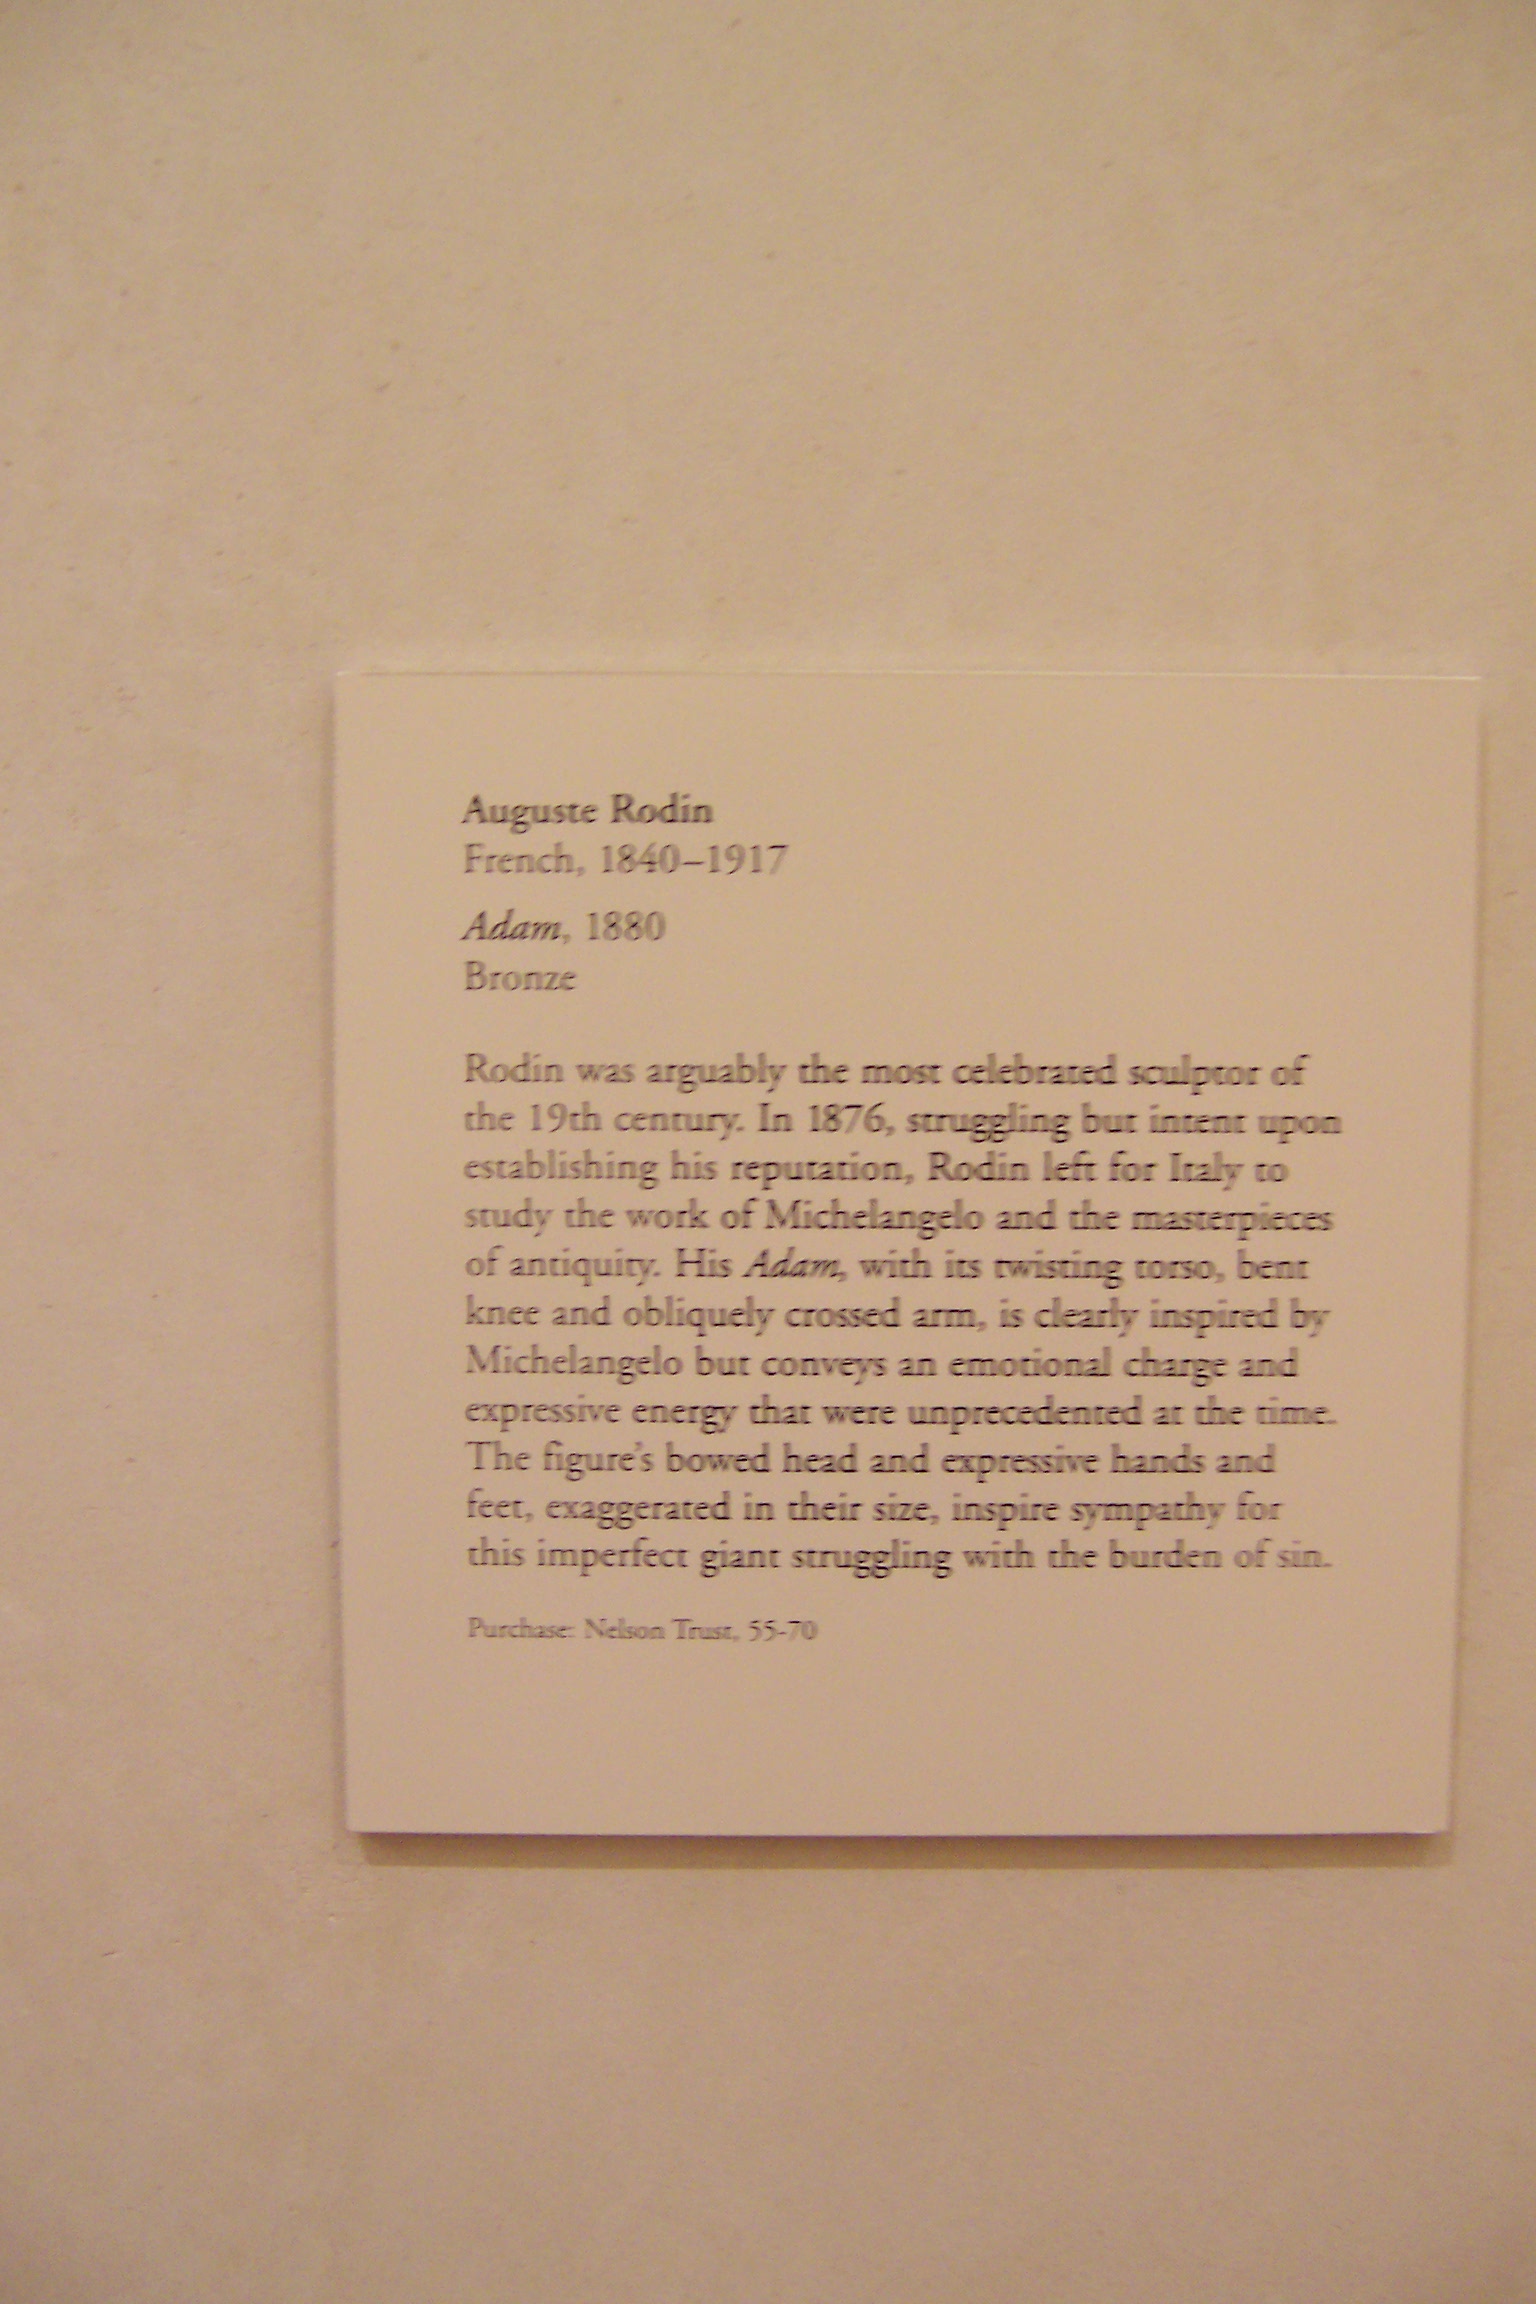 Auguste Rodin
French, 1840–1917
Adam, 1880
Bronze
Rodin was arguably the most celebrated sculptor of
the 19th century. In 1876, struggling but intent upon
establishing his reputation, Rodin left for Italy to
study the work of Michelangelo and the masterpieces
of antiquity. His Adam, with its twisting torso, bent
knee and obliquely crossed arm, is clearly inspired by
Michelangelo but conveys an emotional charge and
expressive energy that were unprecedented at the time.
The figure's bowed head and expressive hands and
feet, exaggerated in their size, inspire sympathy for
this imperfect giant struggling with the burden of sin.
Purchase: Nelson Trust, 55-70